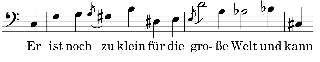 Er ist noch zu klein für die gro- ße Welt und kann